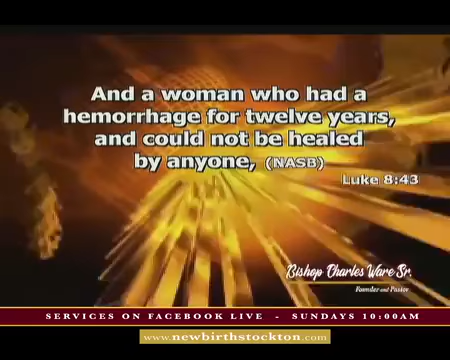 And a woman who had a
hemorrhage for twelve years,
and could not be healed
by anyone, (NASB)
Luke 8:43
Bishop Charles Ware Sr.
Founder and Pastor
SERVICES ON FACEBOOK LIVE - SUNDAYS 10:00AM
www.newbirthstockton.com